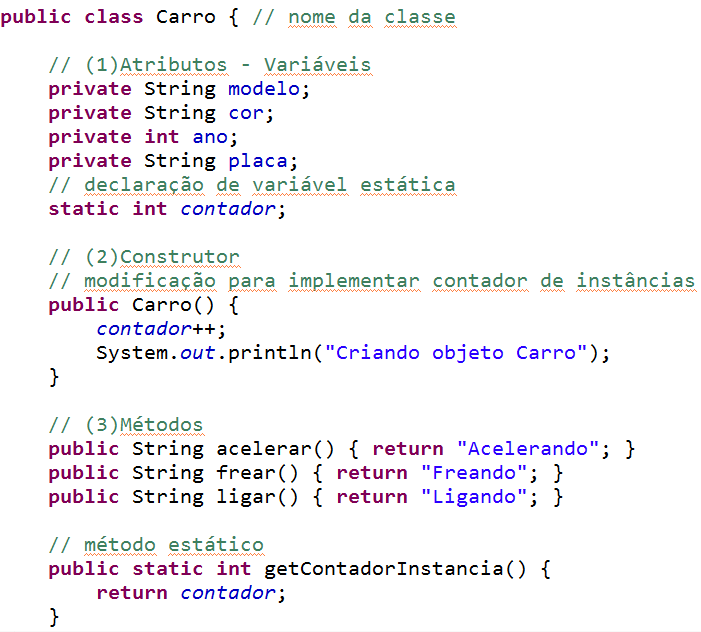 public class Carro { // nome da classe
// (1)Atributos - Variáveis
private String modelo;
private String cor;
private int ano;
private String placa;
// declaração de variável estática
static int contador;
// (2)Construtor
// modificação para implementar contador de instâncias
public Carro() {
contador++;
System.out.println("Criando objeto Carro");
}
// (3)Métodos
public String acelerar() { return "Acelerando"; }
public String frear() { return "Freando"; }
public String ligar() { return "Ligando"; }
// método estático
public static int getContadorInstancia() {
return contador;
}